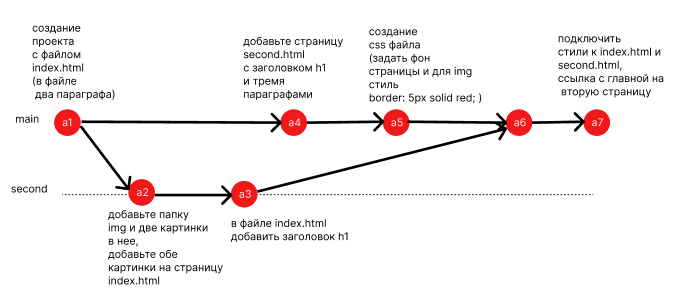 создание
проекта
с файлом
index.html
(в файле
два параграфа)
добавьте страницу
second.html
с заголовком h1
и тремя
параграфами
создание
css файла
(задать фон
страницы и для img
стиль
border: 5px solid red; )
подключить
стили к index.html и
second.html,
ссылка с главной на
вторую страницу
main
a1
a4
a5
a6
a7
second
a2
a3
добавьте папку
img и две картинки
в нее,
добавьте обе
картинки на страницу
index.html
в файле index.html
добавить заголовок h1